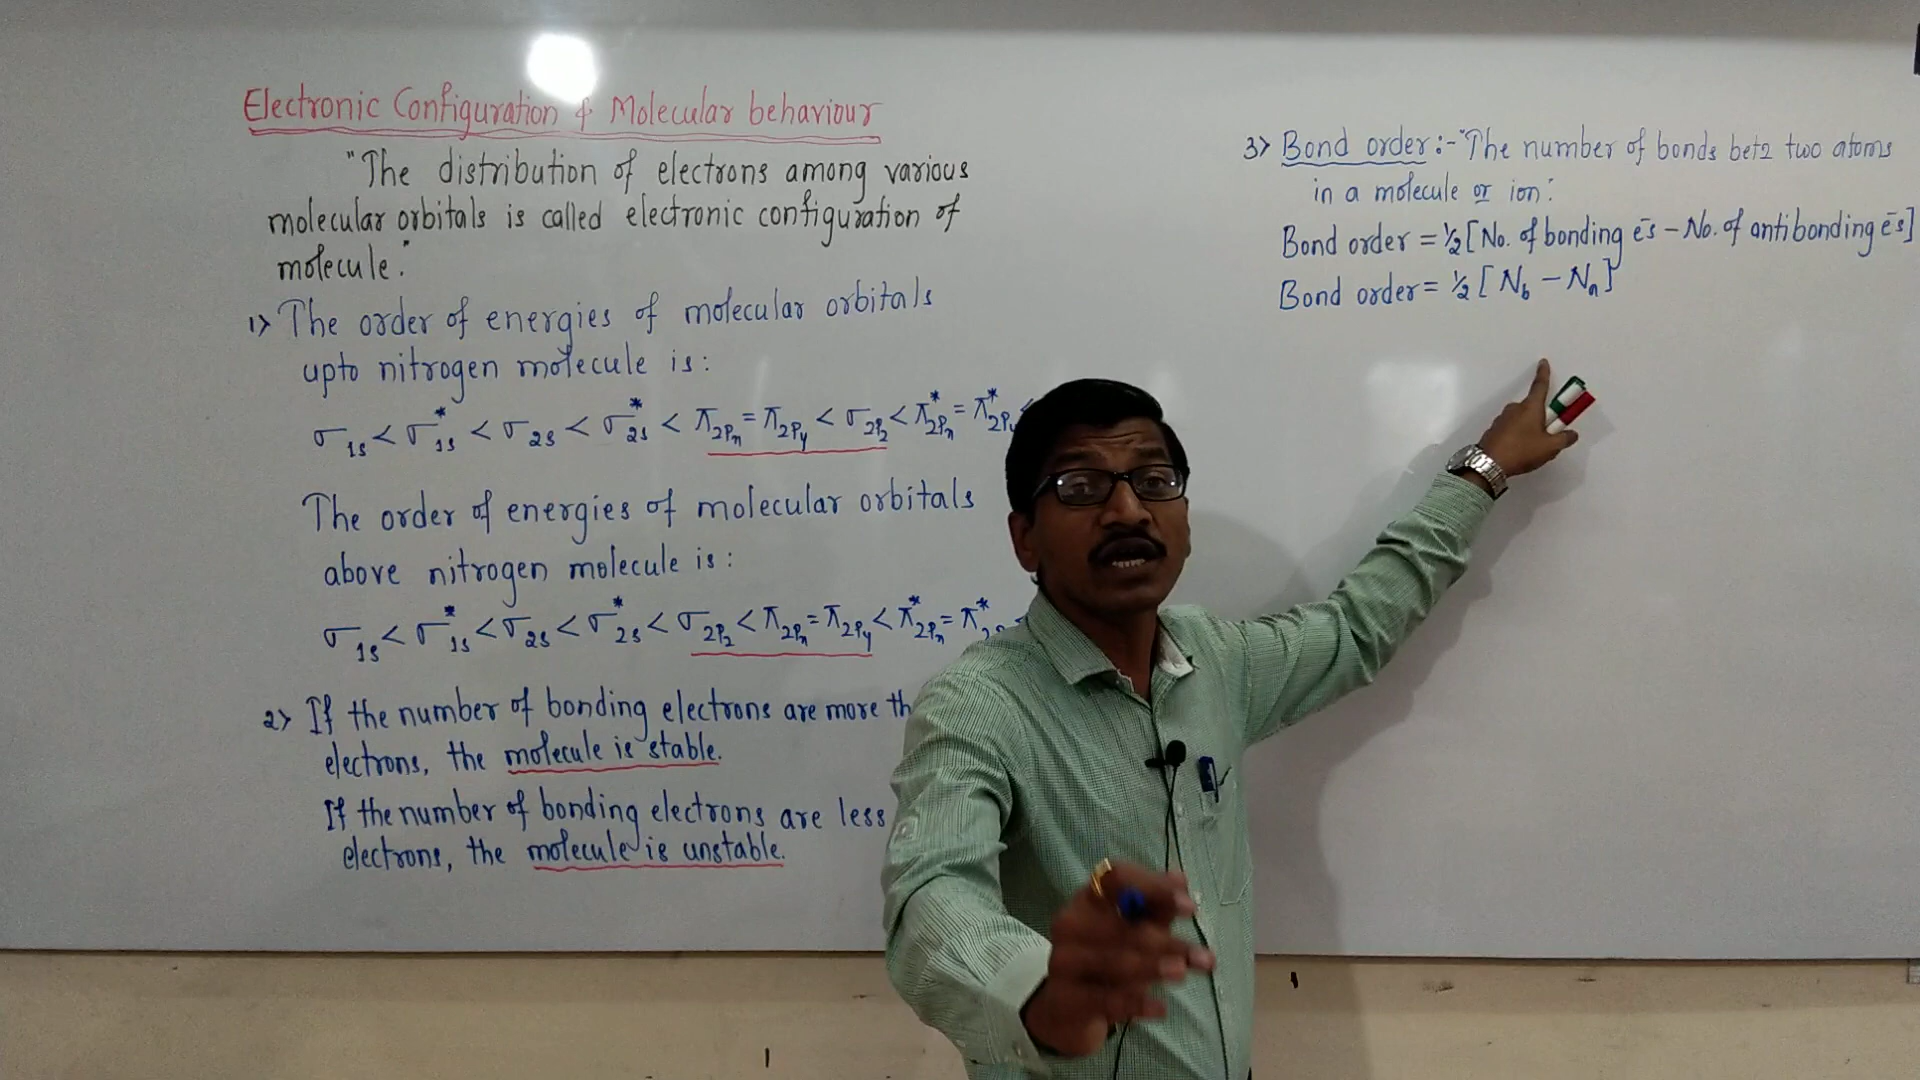 Electronic Configuration & Molecular behaviour
"The distribution of electrons among various
molecular orbitals is called electronic configuration of
molecule."
1> The order of energies of molecular orbitals
upto nitrogen molecule is:
σ1s < σ*1s < σ2s < σ*2s < π2px = π2py < σ2pz < π*2px = π*2py <
The order of energies of molecular orbitals
above nitrogen molecule is:
σ1s < σ*1s < σ2s < σ*2s < σ2pz < π2px = π2py < π*2px = π*
2> If the number of bonding electrons are more th
electrons, the molecule is stable.
If the number of bonding electrons are less
electrons, the molecule is unstable.
3> Bond order:- "The number of bonds betn two atoms
in a molecule or ion".
Bond order = ½ [No. of bonding ēs – No. of antibonding ēs]
Bond order = ½ [Nb – Na]